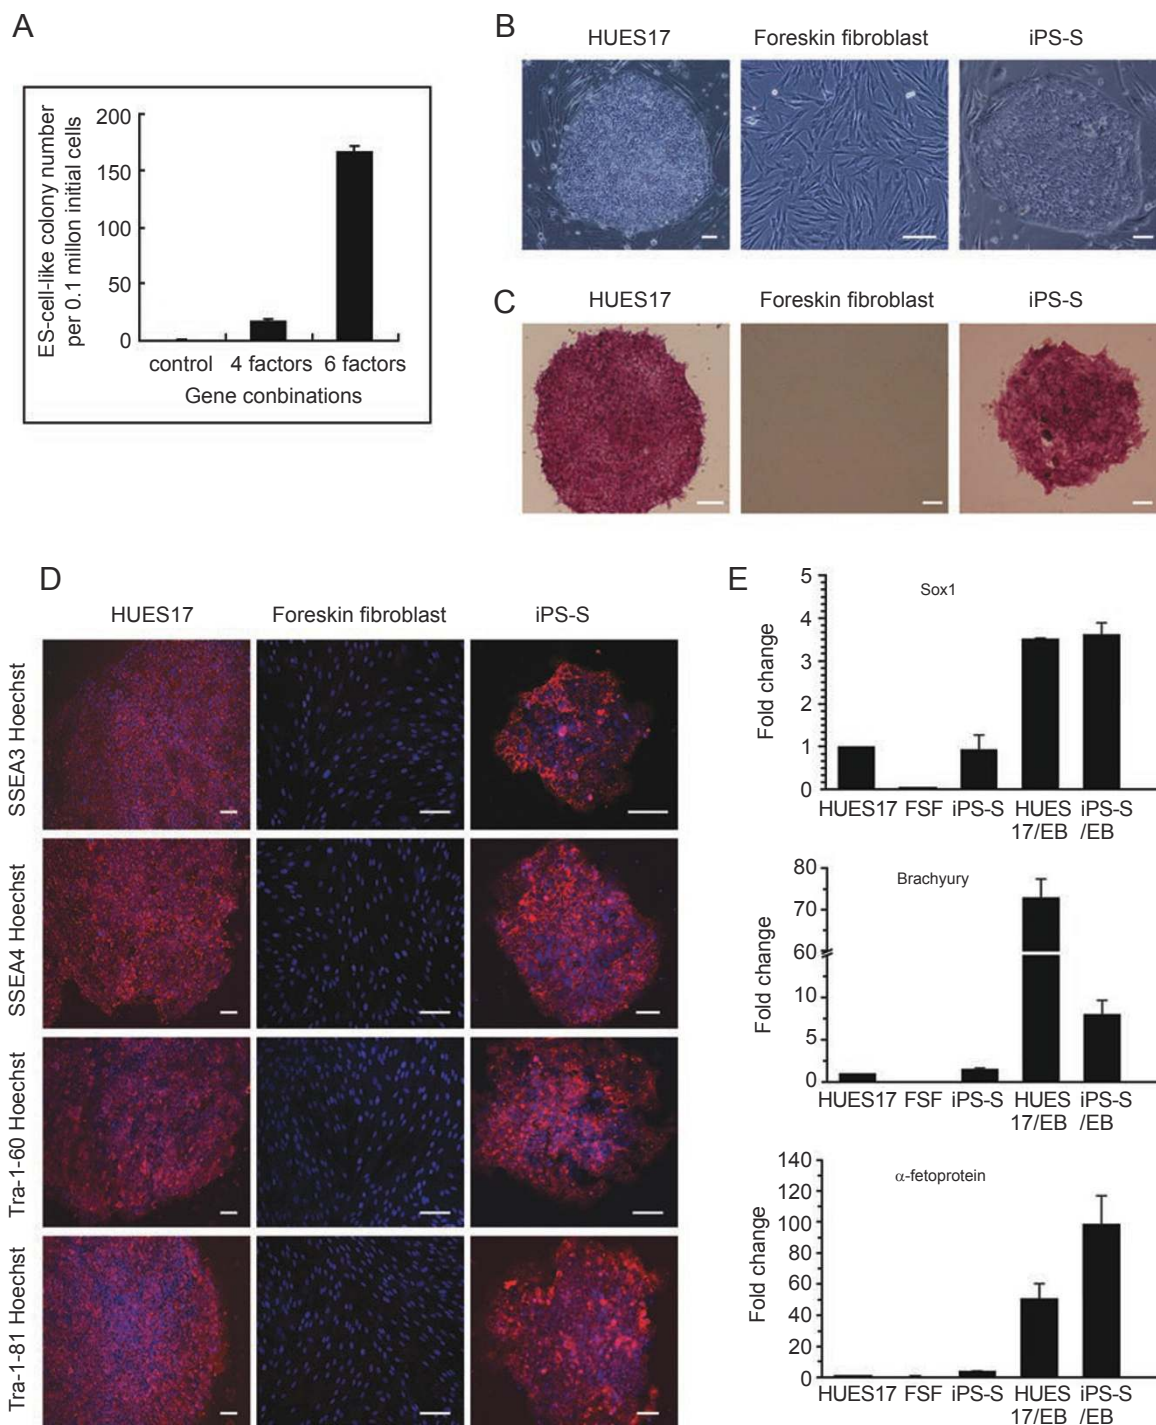 A
ES-cell-like colony number
per 0.1 millon initial cells
200
150
100
50
0
control 4 factors 6 factors
Gene conbinations
B
HUES17 Foreskin fibroblast iPS-S
C
HUES17 Foreskin fibroblast iPS-S
D
HUES17 Foreskin fibroblast iPS-S
SSEA3 Hoechst
SSEA4 Hoechst
Tra-1-60 Hoechst
Tra-1-81 Hoechst
E
Sox1
Fold change
5
4
3
2
1
0
HUES17 FSF iPS-S HUES iPS-S
17/EB /EB
Brachyury
Fold change
80
70
60
10
5
0
HUES17 FSF iPS-S HUES iPS-S
17/EB /EB
α-fetoprotein
Fold change
140
120
100
80
60
40
20
0
HUES17 FSF iPS-S HUES iPS-S
17/EB /EB